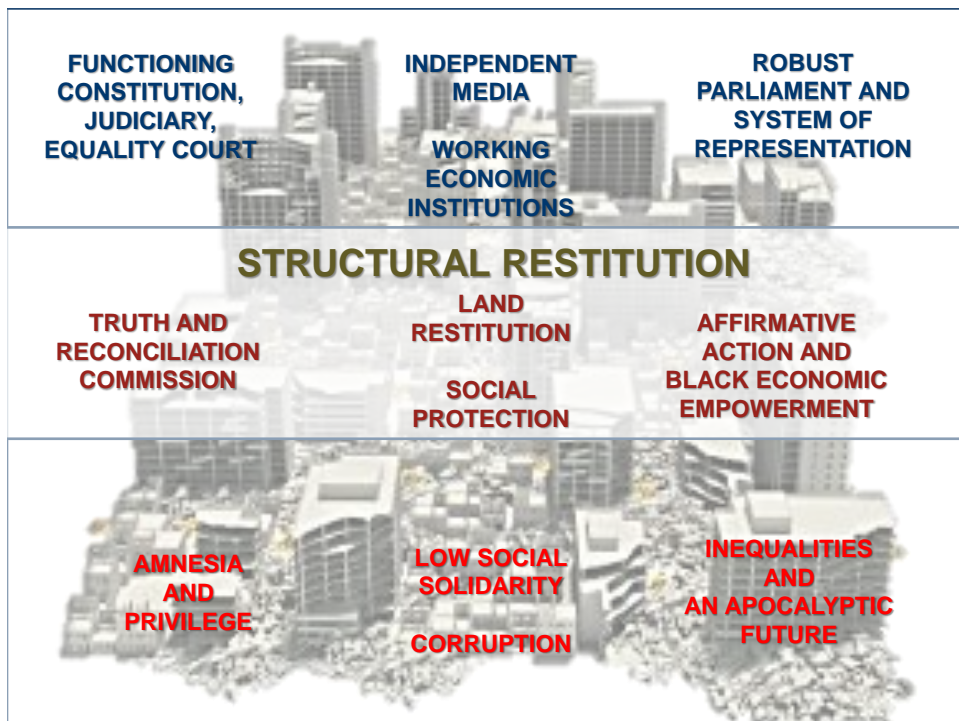 FUNCTIONING
CONSTITUTION,
JUDICIARY,
EQUALITY COURT
INDEPENDENT
MEDIA
WORKING
ECONOMIC
INSTITUTIONS
ROBUST
PARLIAMENT AND
SYSTEM OF
REPRESENTATION
STRUCTURAL RESTITUTION
TRUTH AND
RECONCILIATION
COMMISSION
LAND
RESTITUTION
SOCIAL
PROTECTION
AFFIRMATIVE
ACTION AND
BLACK ECONOMIC
EMPOWERMENT
AMNESIA
AND
PRIVILEGE
LOW SOCIAL
SOLIDARITY
CORRUPTION
INEQUALITIES
AND
AN APOCALYPTIC
FUTURE